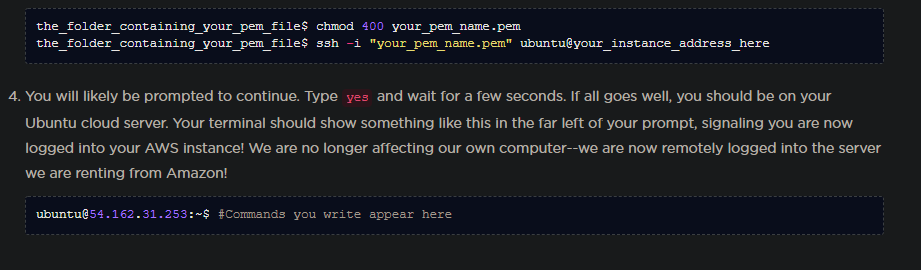 the_folder_containing_your_pem_file$ chmod 400 your_pem_name.pem
the_folder_containing_your_pem_file$ ssh -i "your_pem_name.pem" ubuntu@your_instance_address_here
4. You will likely be prompted to continue. Type yes and wait for a few seconds. If all goes well, you should be on your
Ubuntu cloud server. Your terminal should show something like this in the far left of your prompt, signaling you are now
logged into your AWS instance! We are no longer affecting our own computer--we are now remotely logged into the server
we are renting from Amazon!
ubuntu@54.162.31.253:~$ #Commands you write appear here